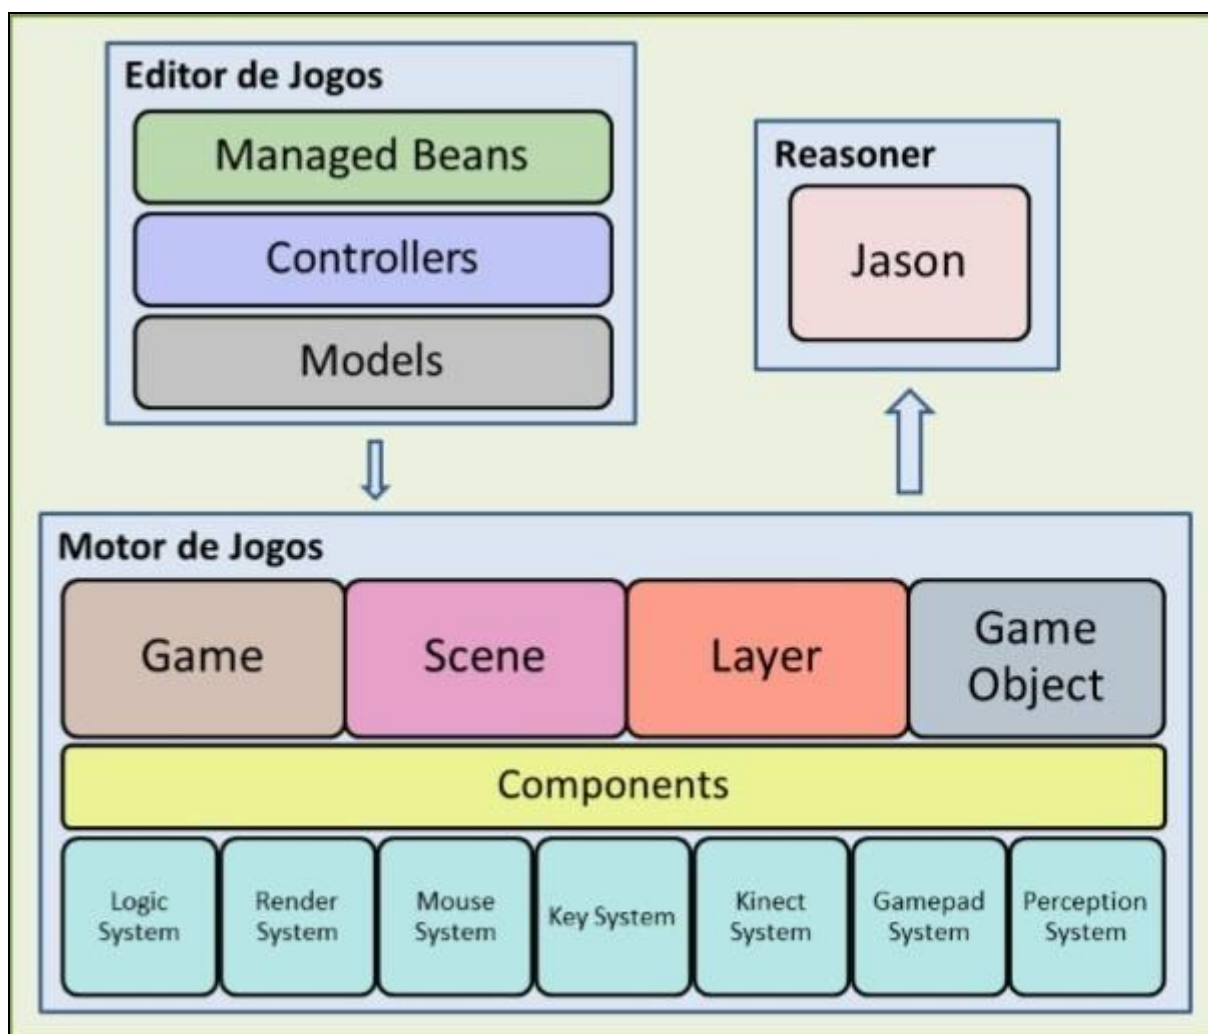 Editor de Jogos
Managed Beans
Controllers
Models
Reasoner
Jason
Motor de Jogos
Game
Scene
Layer
Game
Object
Components
Logic
System
Render
System
Mouse
System
Key System
Kinect
System
Gamepad
System
Perception
System